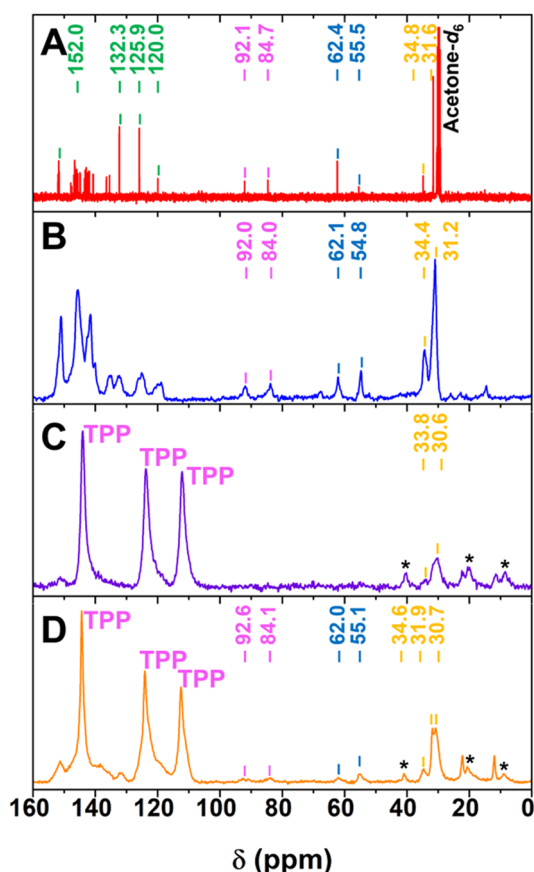 A
152.0
132.3
125.9
120.0
92.1
84.7
62.4
55.5
34.8
31.6
Acetone-d6
B
92.0
84.0
62.1
54.8
34.4
31.2
C
TPP
TPP
TPP
33.8
30.6
*
*
*
D
TPP
TPP
TPP
92.6
84.1
62.0
55.1
34.6
31.9
30.7
*
*
*
160 140 120 100 80 60 40 20 0
δ (ppm)